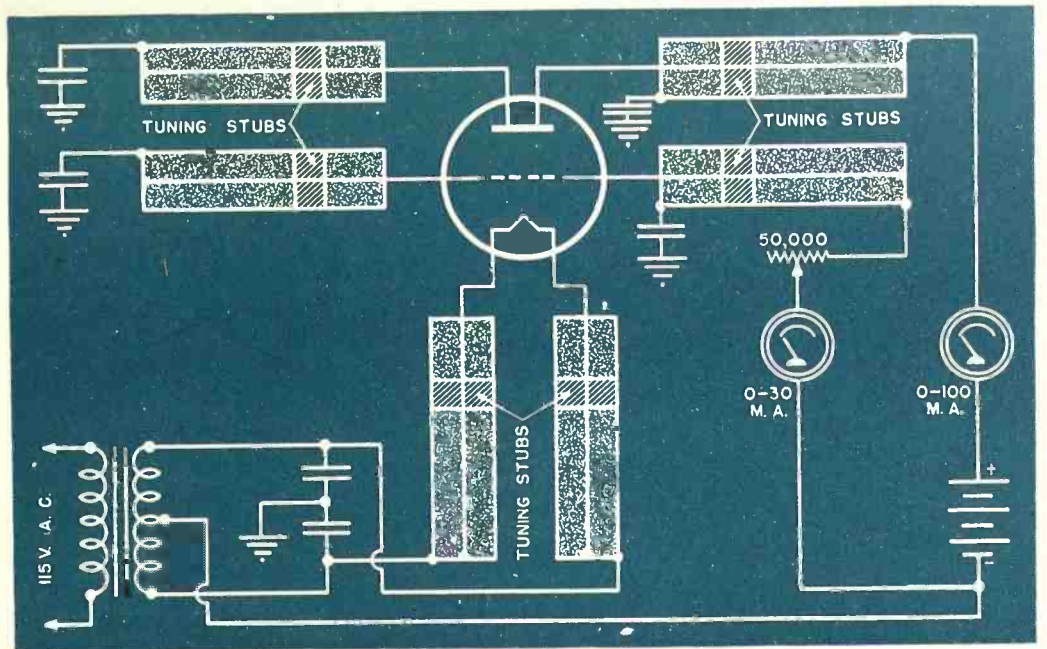 TUNING STUBS
TUNING STUBS
50,000
0-30
M. A.
0-100
M. A.
TUNING STUBS
115 V. A. C.
+
-